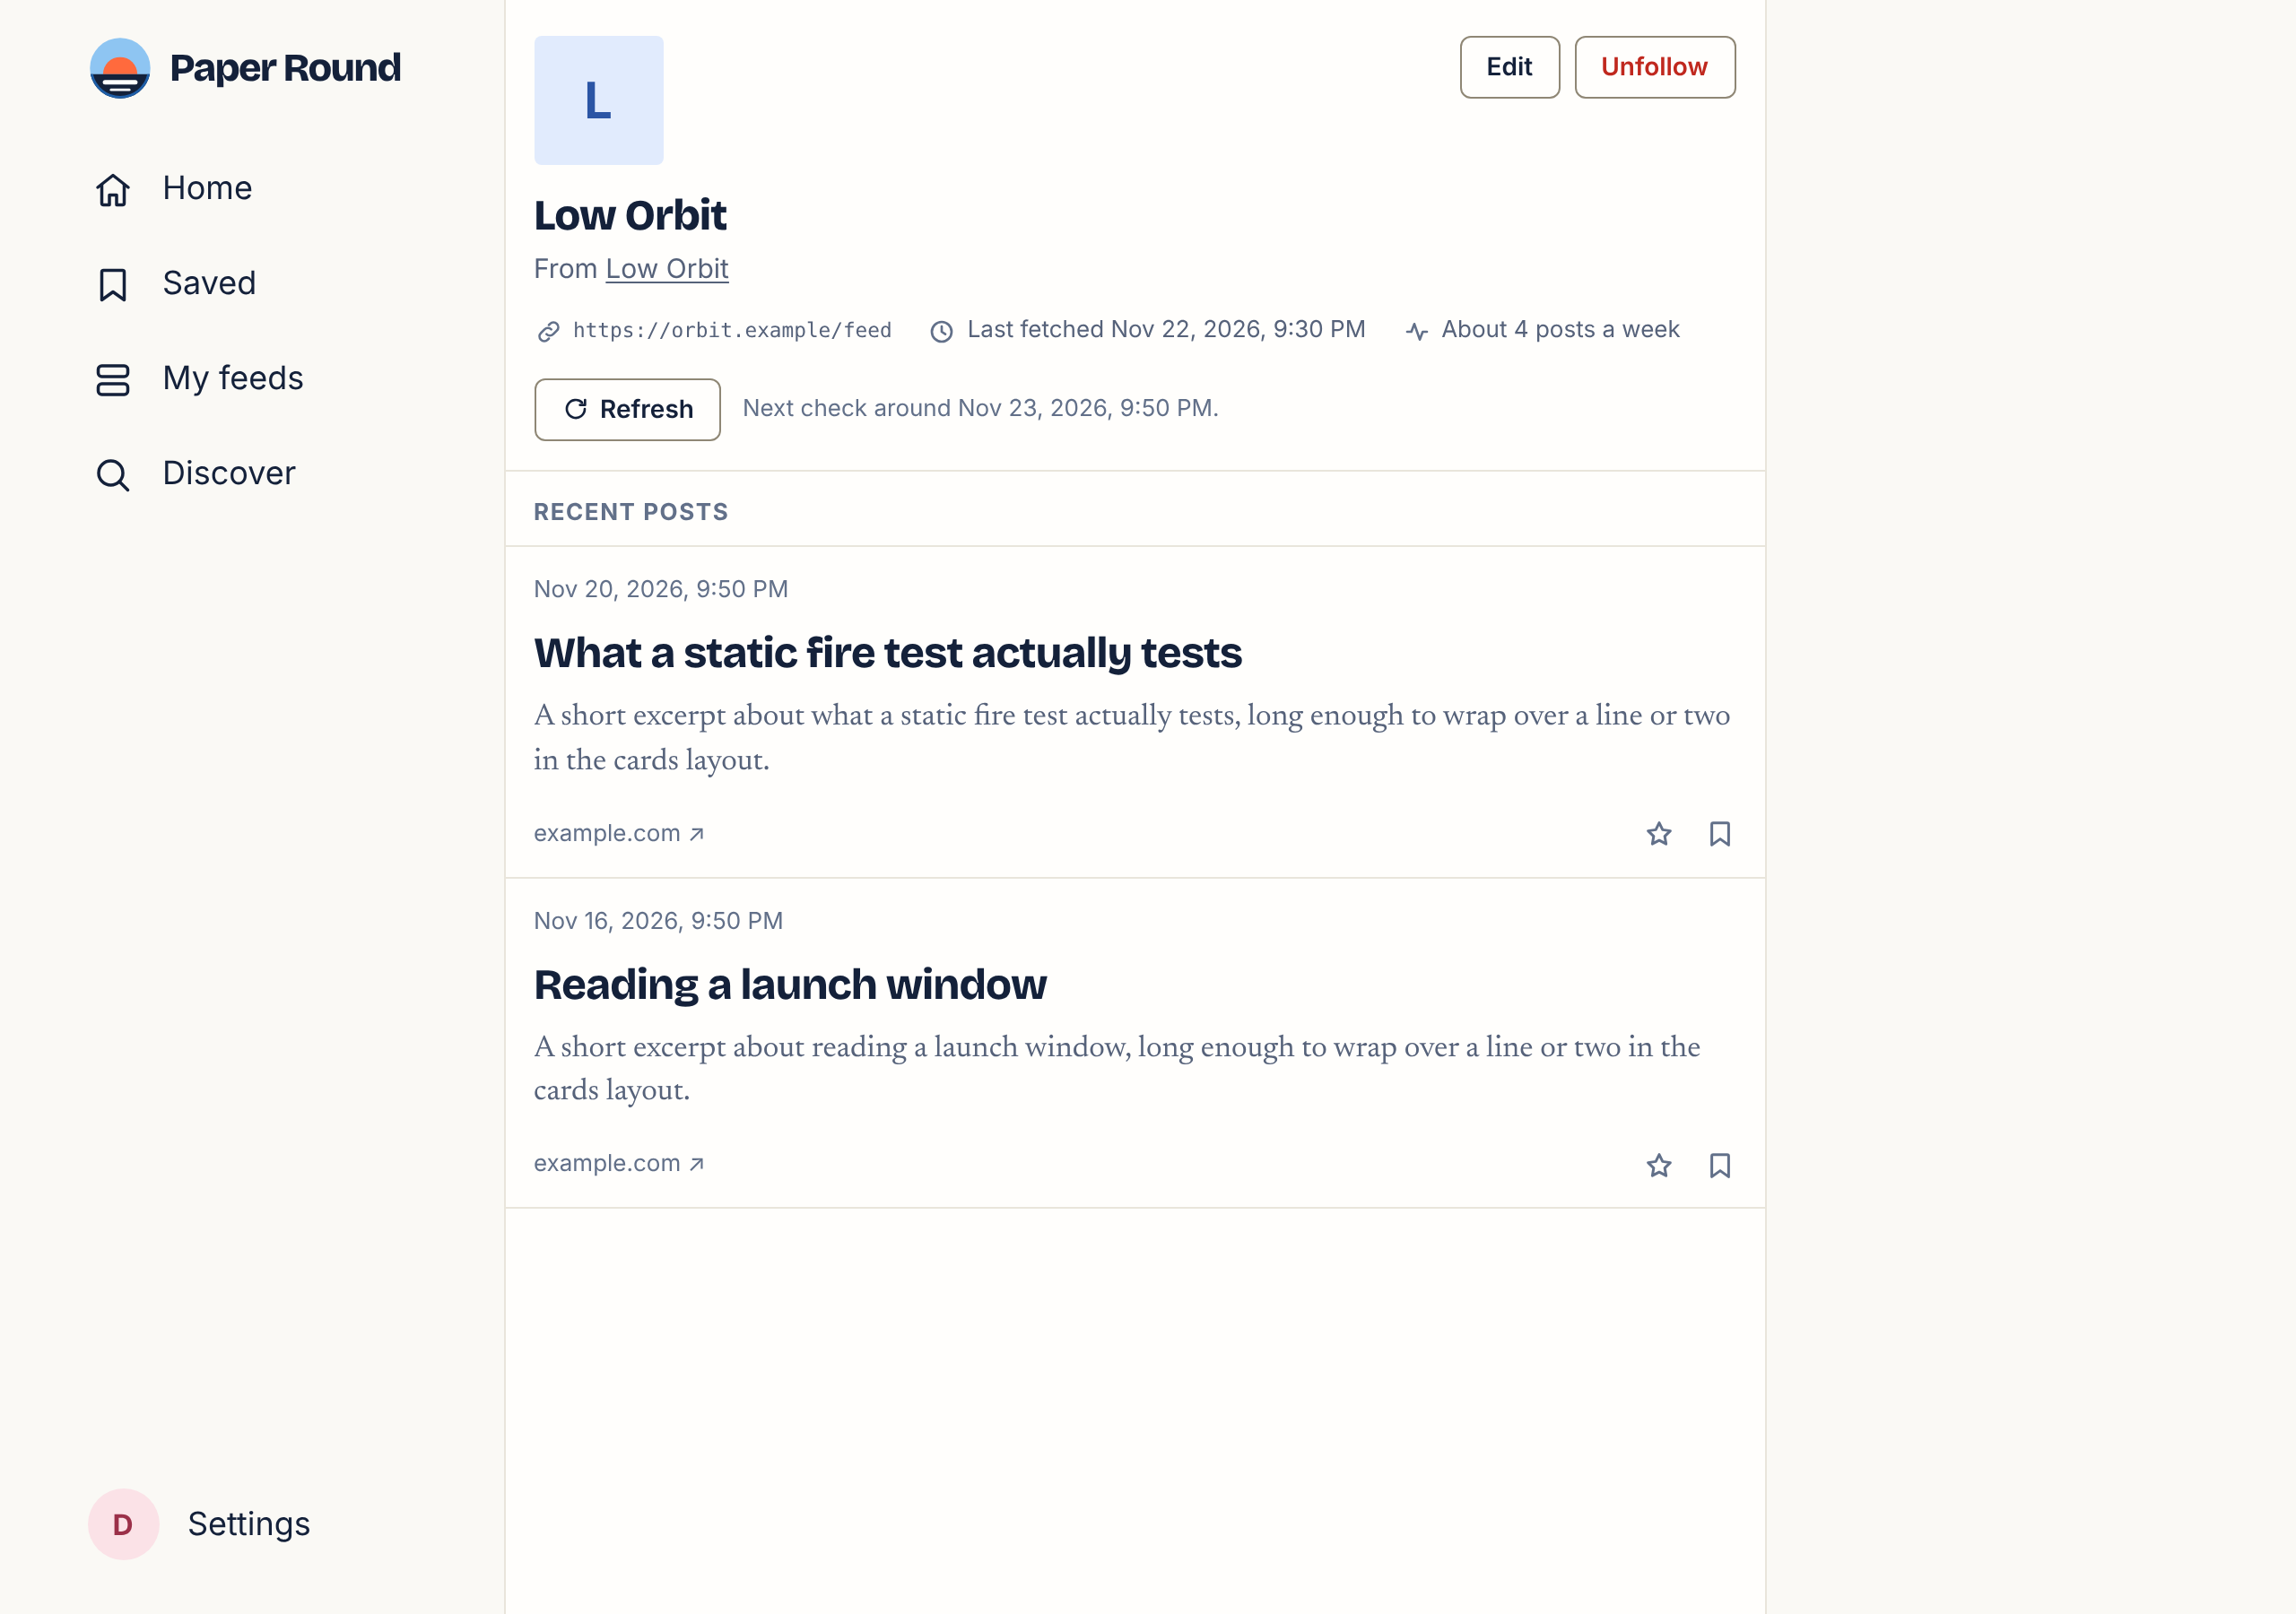 Paper Round
Home
Saved
My feeds
Discover
D
Settings
L
Edit
Unfollow
Low Orbit
From Low Orbit
https://orbit.example/feed
Last fetched Nov 22, 2026, 9:30 PM
About 4 posts a week
Refresh
Next check around Nov 23, 2026, 9:50 PM.
RECENT POSTS
Nov 20, 2026, 9:50 PM
What a static fire test actually tests
A short excerpt about what a static fire test actually tests, long enough to wrap over a line or two
in the cards layout.
example.com ↗
Nov 16, 2026, 9:50 PM
Reading a launch window
A short excerpt about reading a launch window, long enough to wrap over a line or two in the
cards layout.
example.com ↗